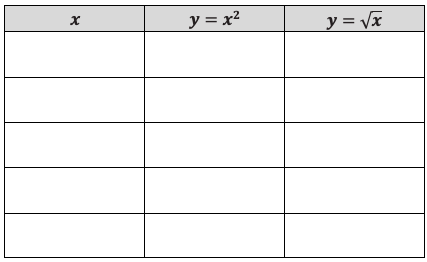 x y = x² y = √x